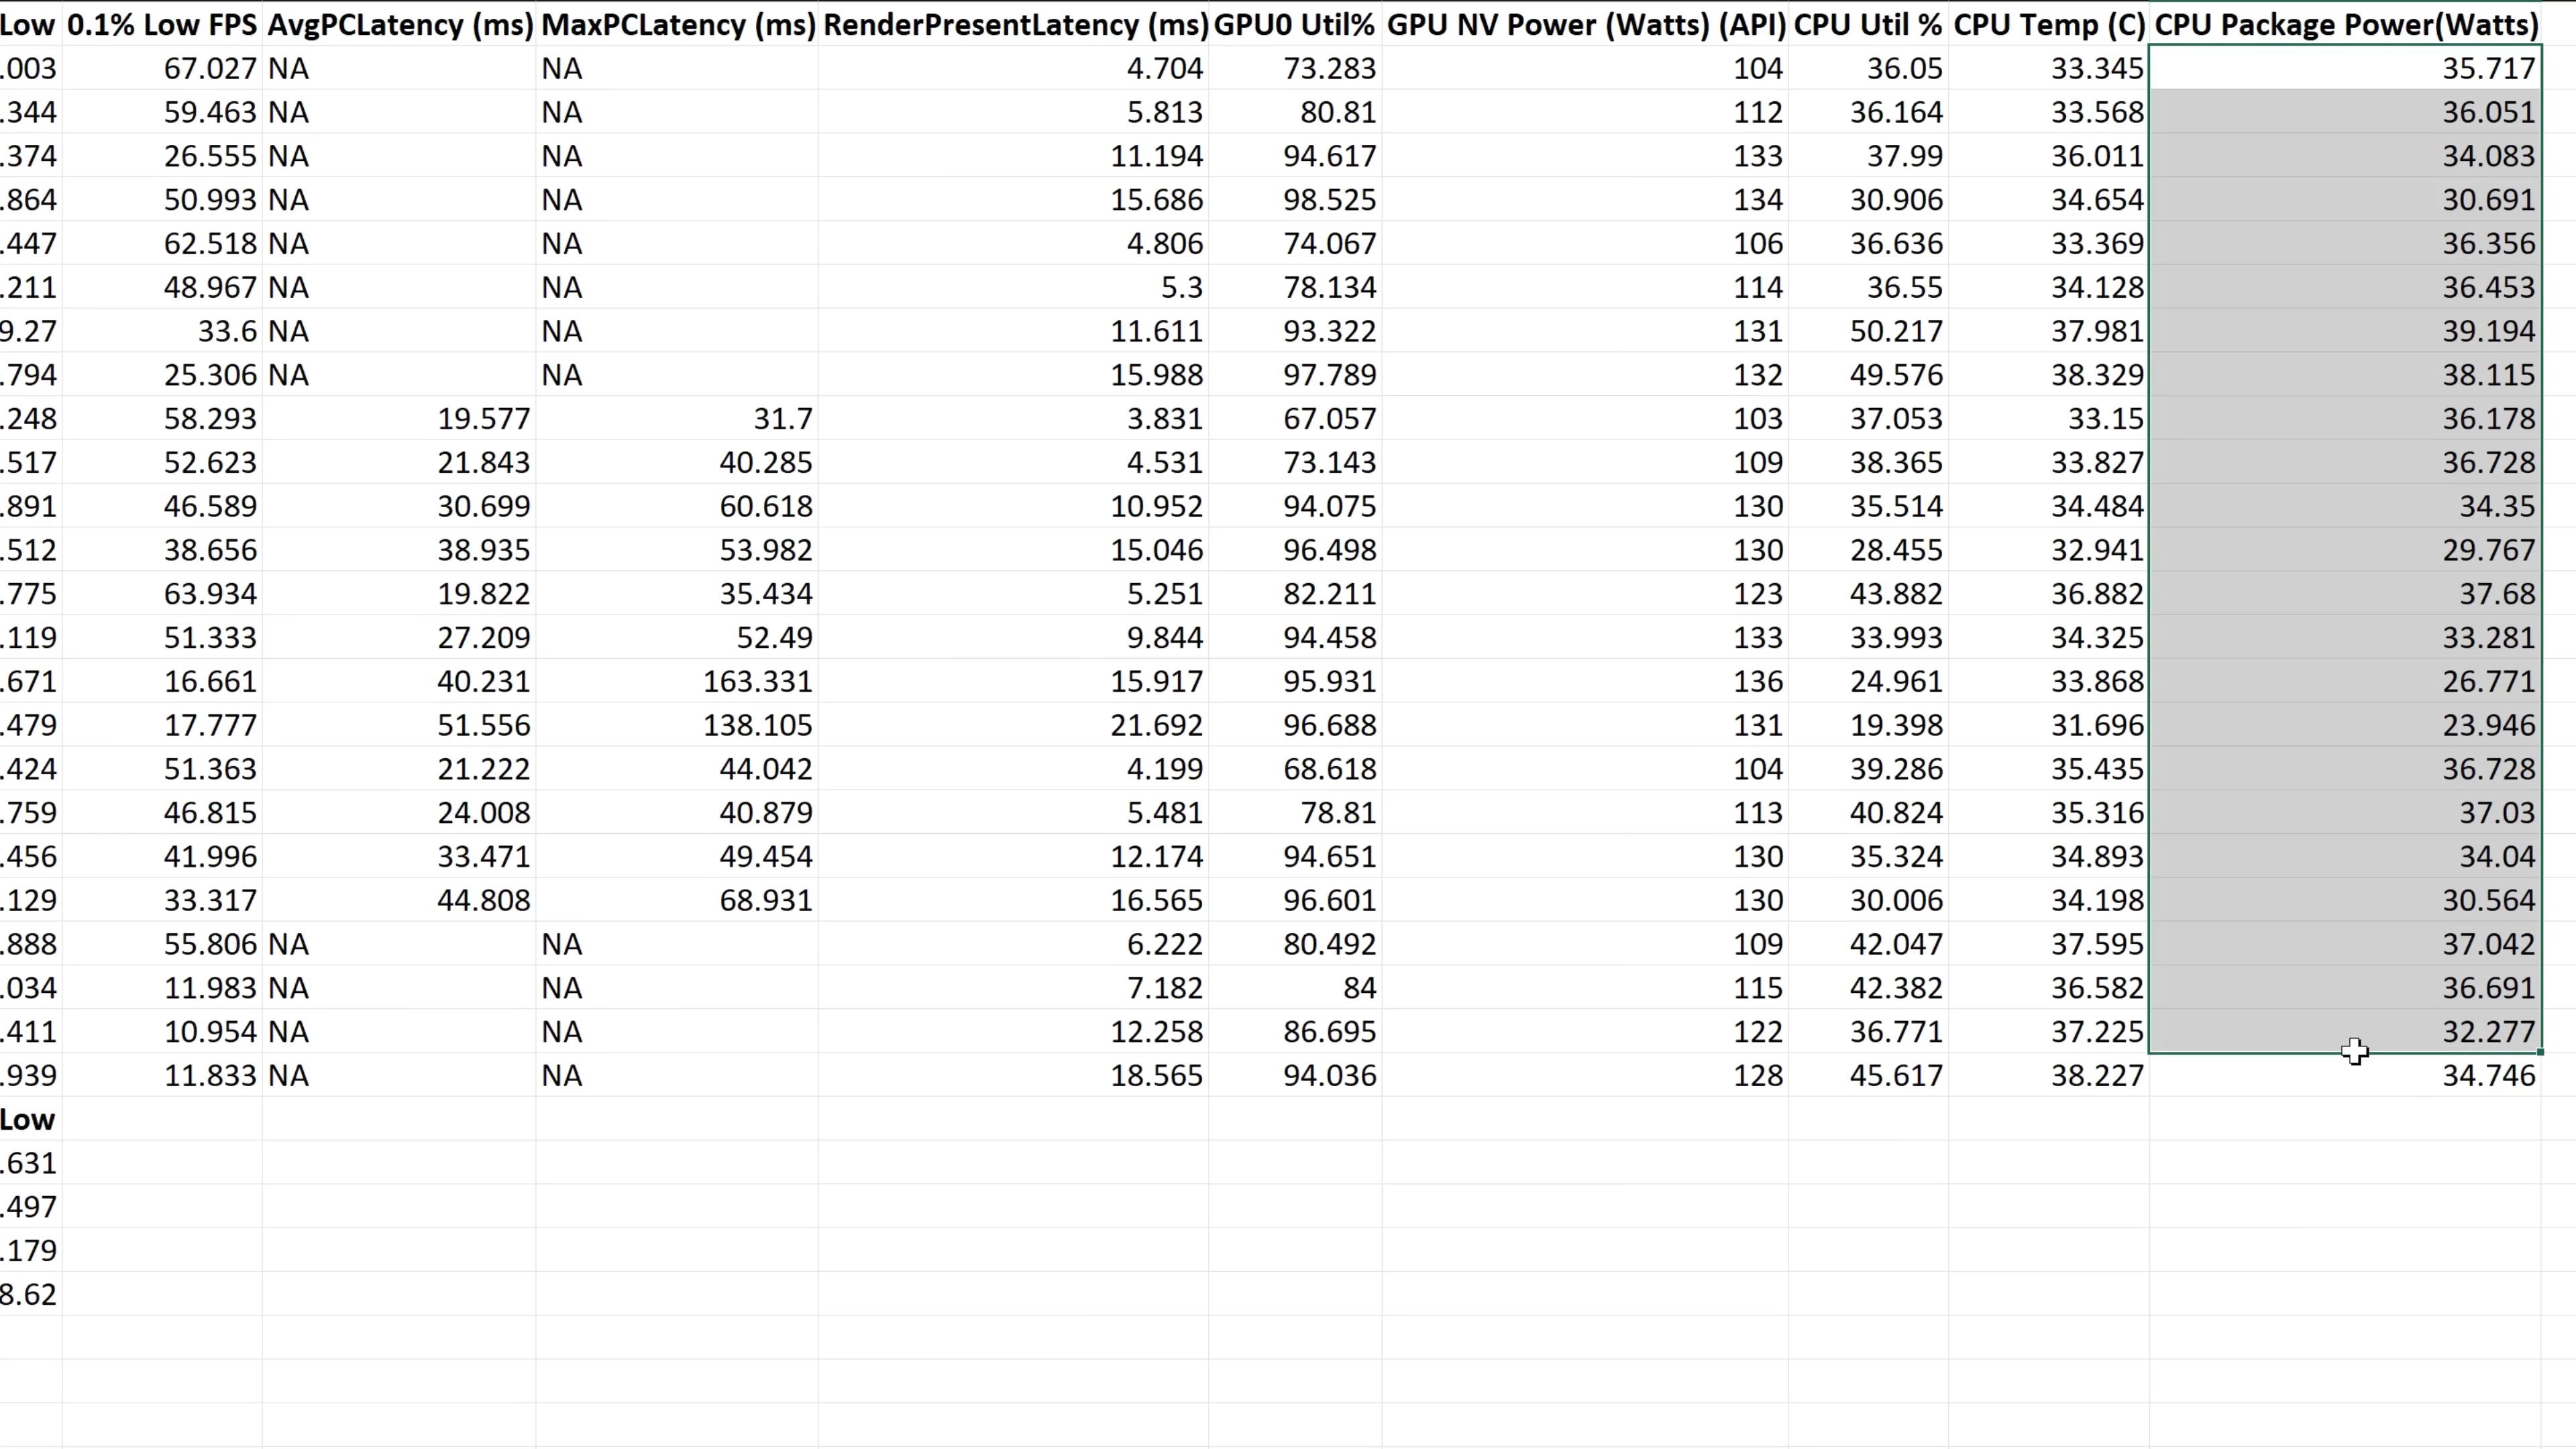 Low 0.1% Low FPS AvgPCLatency (ms) MaxPCLatency (ms) RenderPresentLatency (ms) GPU0 Util% GPU NV Power (Watts) (API) CPU Util % CPU Temp (C) CPU Package Power(Watts)
.003 67.027 NA NA 4.704 73.283 104 36.05 33.345 35.717
.344 59.463 NA NA 5.813 80.81 112 36.164 33.568 36.051
.374 26.555 NA NA 11.194 94.617 133 37.99 36.011 34.083
.864 50.993 NA NA 15.686 98.525 134 30.906 34.654 30.691
.447 62.518 NA NA 4.806 74.067 106 36.636 33.369 36.356
.211 48.967 NA NA 5.3 78.134 114 36.55 34.128 36.453
9.27 33.6 NA NA 11.611 93.322 131 50.217 37.981 39.194
.794 25.306 NA NA 15.988 97.789 132 49.576 38.329 38.115
.248 58.293 19.577 31.7 3.831 67.057 103 37.053 33.15 36.178
.517 52.623 21.843 40.285 4.531 73.143 109 38.365 33.827 36.728
.891 46.589 30.699 60.618 10.952 94.075 130 35.514 34.484 34.35
.512 38.656 38.935 53.982 15.046 96.498 130 28.455 32.941 29.767
.775 63.934 19.822 35.434 5.251 82.211 123 43.882 36.882 37.68
.119 51.333 27.209 52.49 9.844 94.458 133 33.993 34.325 33.281
.671 16.661 40.231 163.331 15.917 95.931 136 24.961 33.868 26.771
.479 17.777 51.556 138.105 21.692 96.688 131 19.398 31.696 23.946
.424 51.363 21.222 44.042 4.199 68.618 104 39.286 35.435 36.728
.759 46.815 24.008 40.879 5.481 78.81 113 40.824 35.316 37.03
.456 41.996 33.471 49.454 12.174 94.651 130 35.324 34.893 34.04
.129 33.317 44.808 68.931 16.565 96.601 130 30.006 34.198 30.564
.888 55.806 NA NA 6.222 80.492 109 42.047 37.595 37.042
.034 11.983 NA NA 7.182 84 115 42.382 36.582 36.691
.411 10.954 NA NA 12.258 86.695 122 36.771 37.225 32.277
.939 11.833 NA NA 18.565 94.036 128 45.617 38.227 34.746
Low
.631
.497
.179
8.62